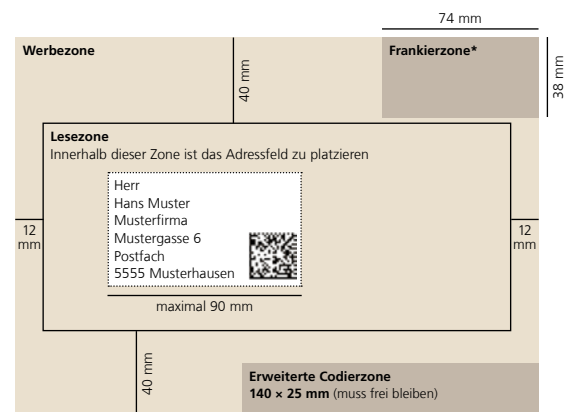 74 mm
Werbezone
Frankierzone*
40 mm
38 mm
Lesezone
Innerhalb dieser Zone ist das Adressfeld zu platzieren
Herr
Hans Muster
Musterfirma
Mustergasse 6
Postfach
5555 Musterhausen
12
mm
12
mm
maximal 90 mm
40 mm
Erweiterte Codierzone
140 × 25 mm (muss frei bleiben)